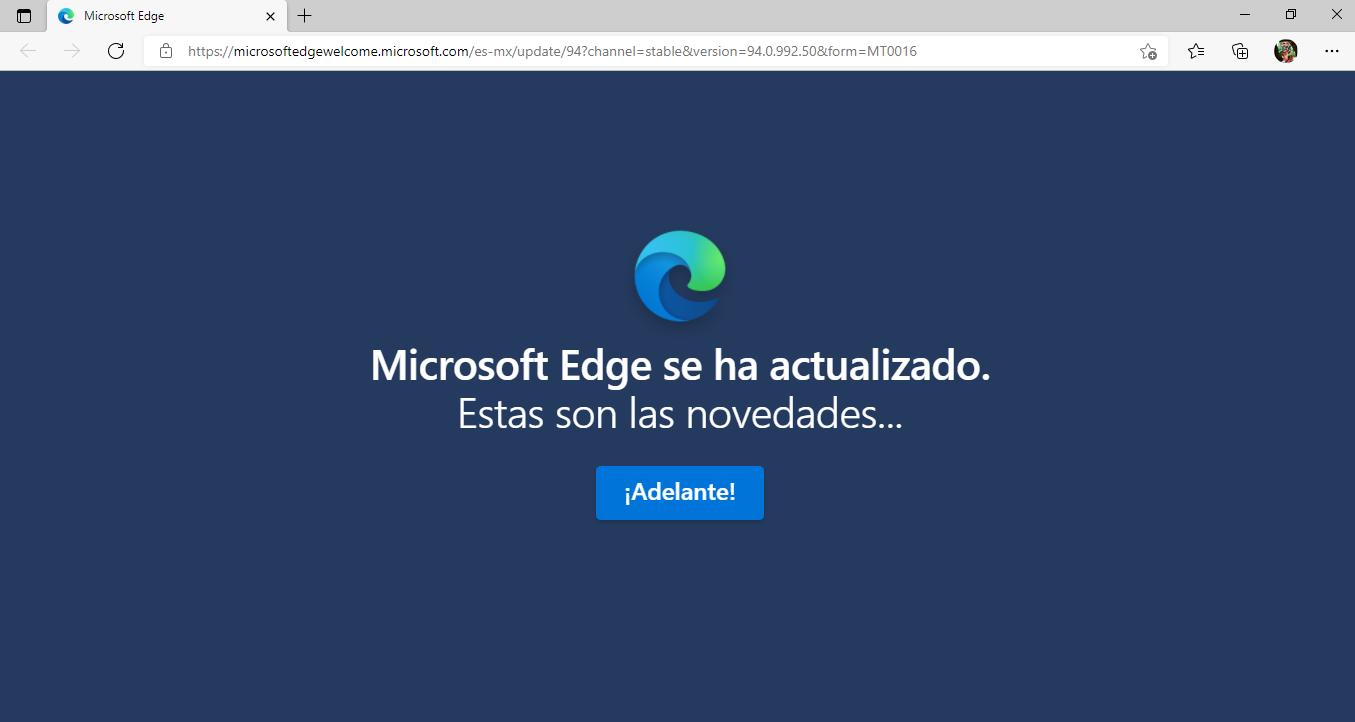 Microsoft Edge
https://microsoftedgewelcome.microsoft.com/es-mx/update/94?channel=stable&version=94.0.992.50&form=MT0016
Microsoft Edge se ha actualizado.
Estas son las novedades...
¡Adelante!